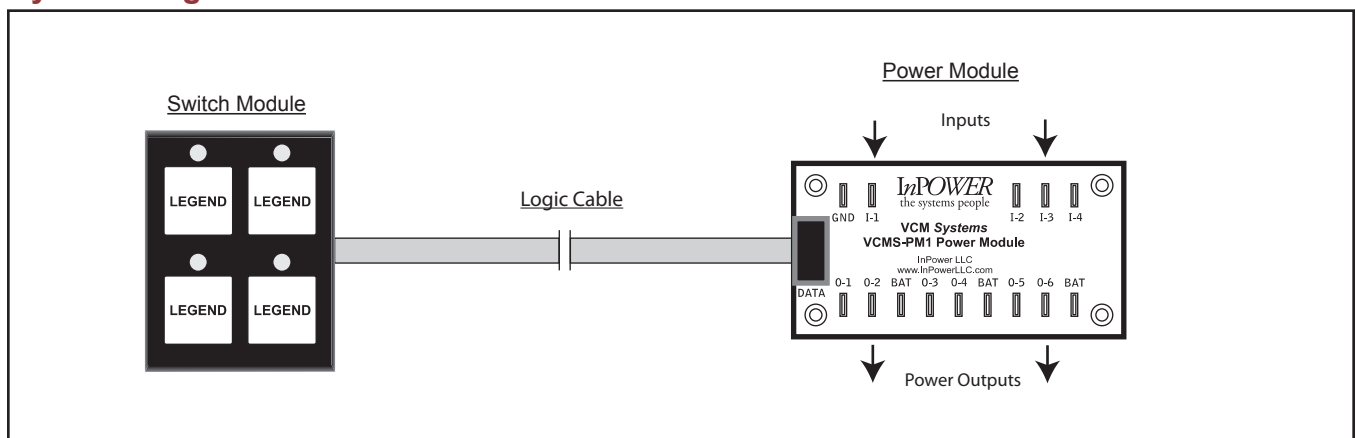 Power Module
Switch Module
Inputs
LEGEND LEGEND
LEGEND LEGEND
Logic Cable
InPOWER
the systems people
GND I-1 I-2 I-3 I-4
VCM Systems
VCMS-PM1 Power Module
InPower LLC
www.InPowerLLC.com
DATA
0-1 0-2 BAT 0-3 0-4 BAT 0-5 0-6 BAT
Power Outputs